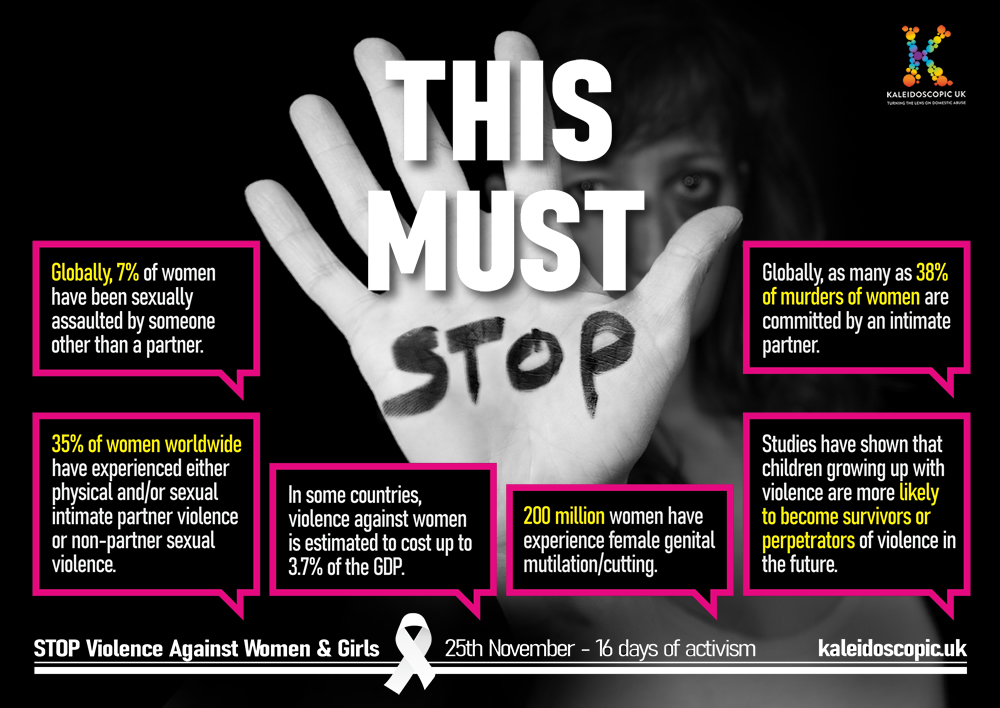 KALEIDOSCOPIC UK
TURNING THE LENS ON DOMESTIC ABUSE
THIS
MUST
STOP
Globally, 7% of women
have been sexually
assaulted by someone
other than a partner.
Globally, as many as 38%
of murders of women are
committed by an intimate
partner.
35% of women worldwide
have experienced either
physical and/or sexual
intimate partner violence
or non-partner sexual
violence.
In some countries,
violence against women
is estimated to cost up to
3.7% of the GDP.
200 million women have
experience female genital
mutilation/cutting.
Studies have shown that
children growing up with
violence are more likely
to become survivors or
perpetrators of violence in
the future.
STOP Violence Against Women & Girls
25th November - 16 days of activism
kaleidoscopic.uk